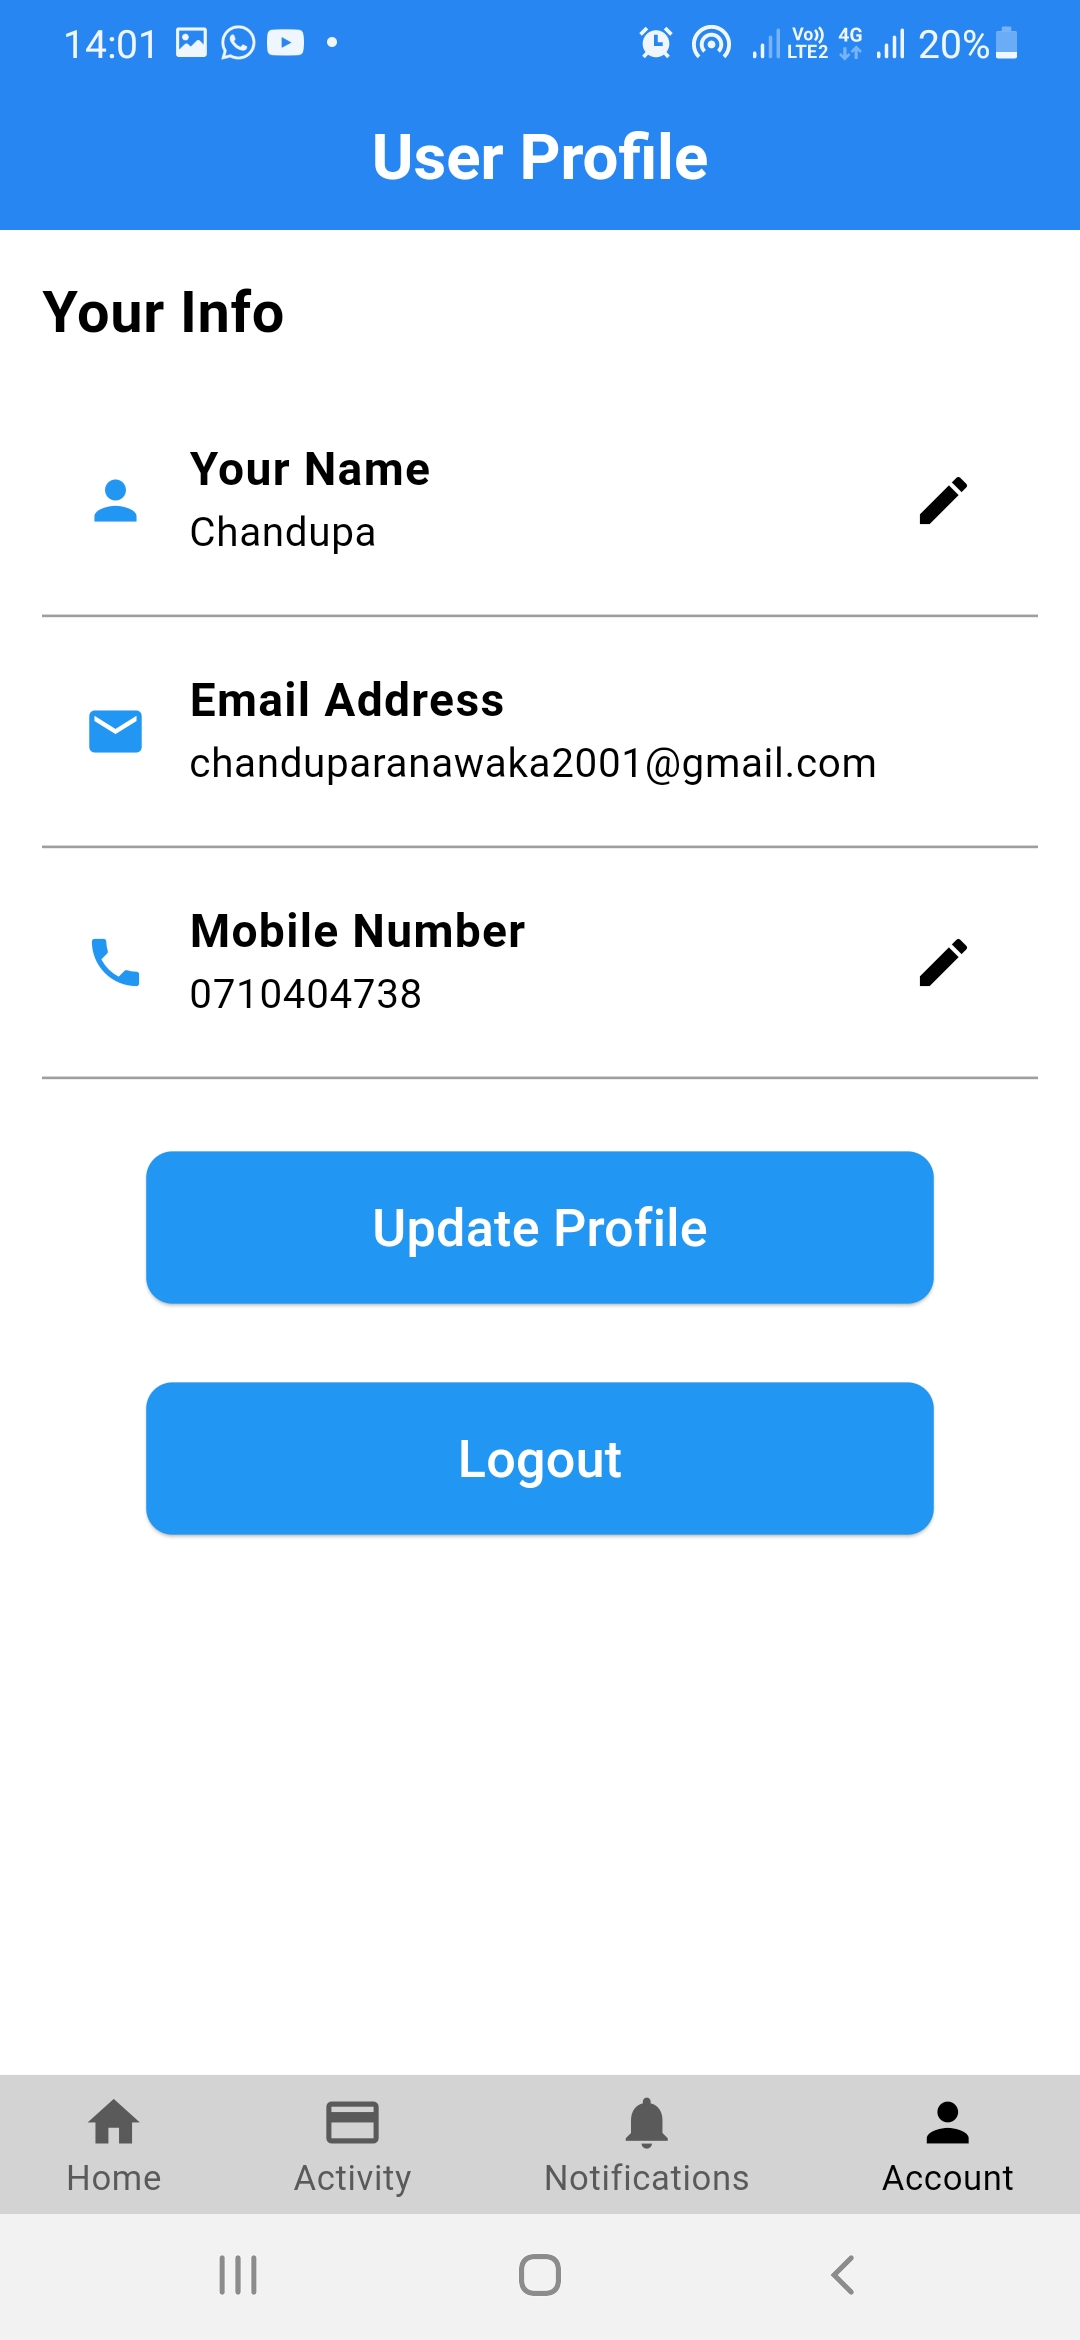 14:01
Vo)) LTE2 4G 20%
User Profile
Your Info
Your Name
Chandupa
Email Address
chanduparanawaka2001@gmail.com
Mobile Number
0710404738
Update Profile
Logout
Home Activity Notifications Account